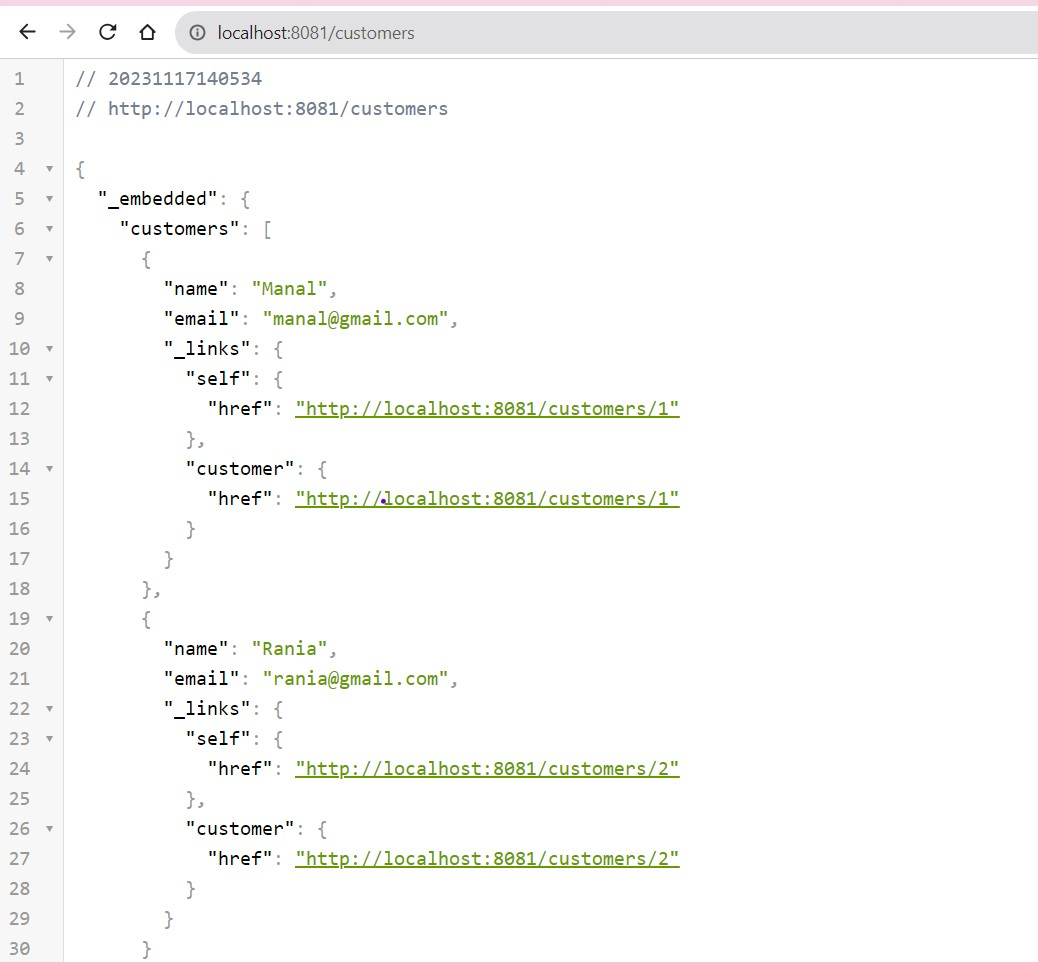 localhost:8081/customers
1 // 20231117140534
2 // http://localhost:8081/customers
3
4 {
5 "_embedded": {
6 "customers": [
7 {
8 "name": "Manal",
9 "email": "manal@gmail.com",
10 "_links": {
11 "self": {
12 "href": "http://localhost:8081/customers/1"
13 },
14 "customer": {
15 "href": "http://localhost:8081/customers/1"
16 }
17 }
18 },
19 {
20 "name": "Rania",
21 "email": "rania@gmail.com",
22 "_links": {
23 "self": {
24 "href": "http://localhost:8081/customers/2"
25 },
26 "customer": {
27 "href": "http://localhost:8081/customers/2"
28 }
29 }
30 }